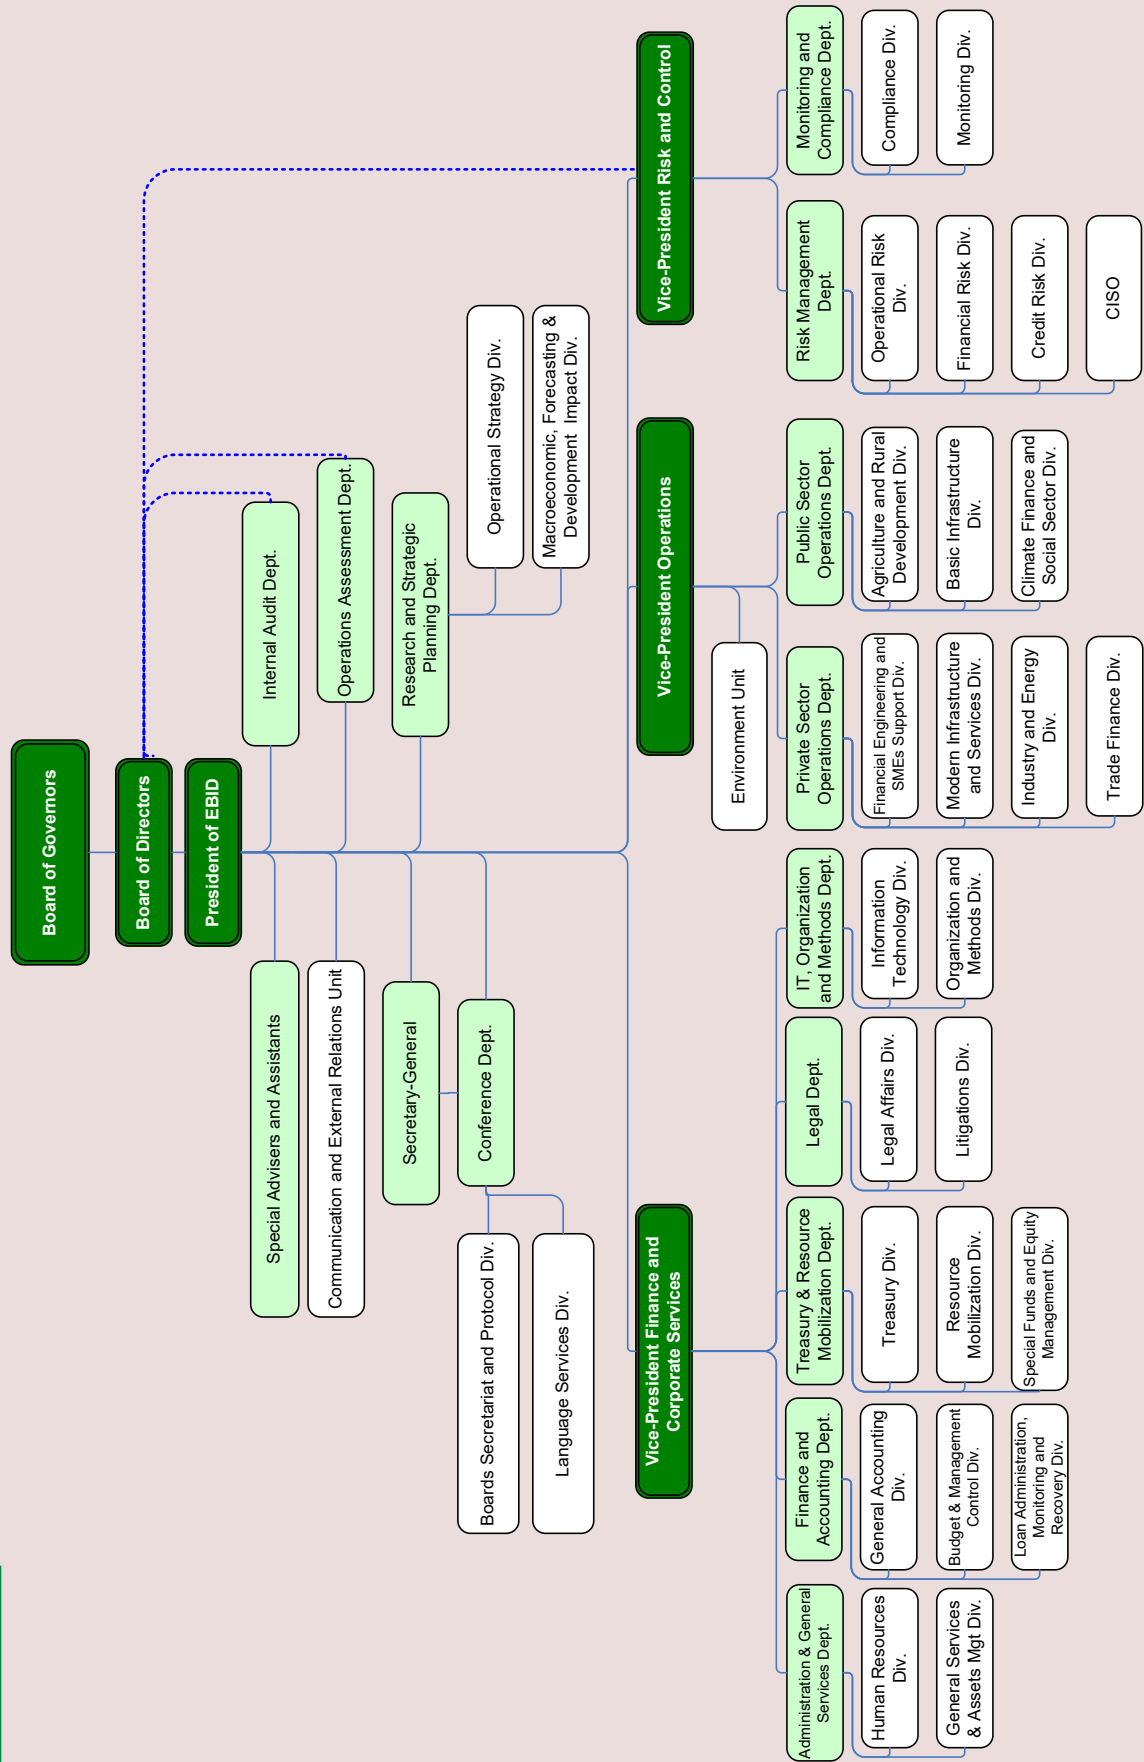 Board of Governors
Board of Directors
President of EBID
Special Advisers and Assistants
Communication and External Relations Unit
Secretary-General
Conference Dept.
Boards Secretariat and Protocol Div.
Language Services Div.
Internal Audit Dept.
Operations Assessment Dept.
Research and Strategic
Planning Dept.
Operational Strategy Div.
Macroeconomic, Forecasting &
Development Impact Div.
Vice-President Finance and
Corporate Services
Administration & General
Services Dept.
Human Resources
Div.
General Services
& Assets Mgt Div.
Finance and
Accounting Dept.
General Accounting
Div.
Budget & Management
Control Div.
Loan Administration,
Monitoring and
Recovery Div.
Treasury & Resource
Mobilization Dept.
Treasury Div.
Resource
Mobilization Div.
Special Funds and Equity
Management Div.
Legal Dept.
Legal Affairs Div.
Litigations Div.
IT, Organization
and Methods Dept.
Information
Technology Div.
Organization and
Methods Div.
Vice-President Operations
Environment Unit
Private Sector
Operations Dept.
Financial Engineering and
SMEs Support Div.
Modern Infrastructure
and Services Div.
Industry and Energy
Div.
Trade Finance Div.
Public Sector
Operations Dept.
Agriculture and Rural
Development Div.
Basic Infrastructure
Div.
Climate Finance and
Social Sector Div.
Vice-President Risk and Control
Risk Management
Dept.
Operational Risk
Div.
Financial Risk Div.
Credit Risk Div.
CISO
Monitoring and
Compliance Dept.
Compliance Div.
Monitoring Div.